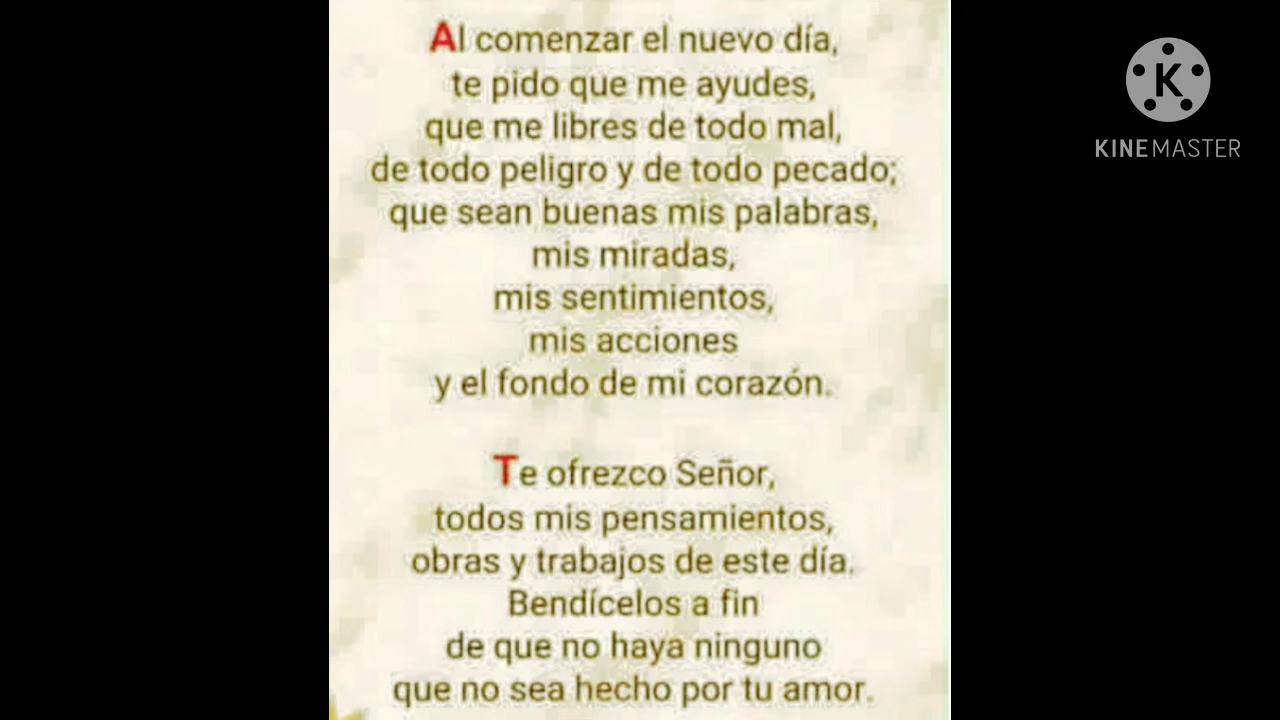 Al comenzar el nuevo día,
te pido que me ayudes,
que me libres de todo mal,
de todo peligro y de todo pecado;
que sean buenas mis palabras,
mis miradas,
mis sentimientos,
mis acciones
y el fondo de mi corazón.
Te ofrezco Señor,
todos mis pensamientos,
obras y trabajos de este día.
Bendícelos a fin
de que no haya ninguno
que no sea hecho por tu amor.
K
KINEMASTER